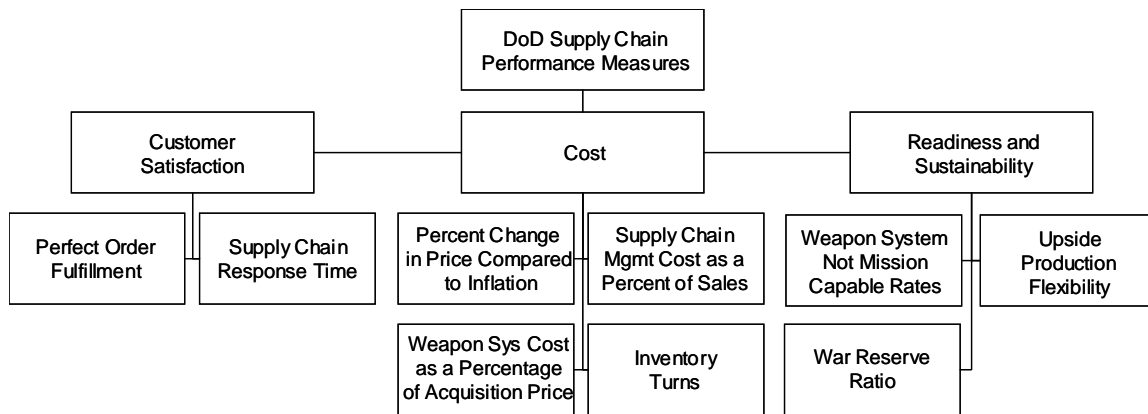 DoD Supply Chain
Performance Measures
Customer
Satisfaction
Cost
Readiness and
Sustainability
Perfect Order
Fulfillment
Supply Chain
Response Time
Percent Change
in Price Compared
to Inflation
Supply Chain
Mgmt Cost as a
Percent of Sales
Weapon System
Not Mission
Capable Rates
Upside
Production
Flexibility
Weapon Sys Cost
as a Percentage
of Acquisition Price
Inventory
Turns
War Reserve
Ratio